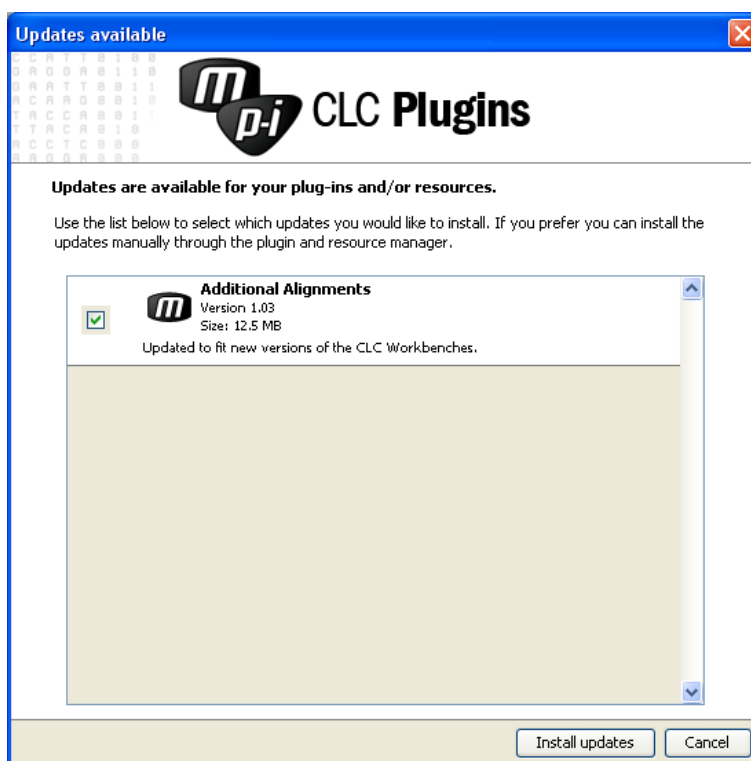 Updates available
CLC Plugins
m
p-i
Updates are available for your plug-ins and/or resources.
Use the list below to select which updates you would like to install. If you prefer you can install the
updates manually through the plugin and resource manager.
Additional Alignments
m
Version 1.03
Size: 12.5 MB
Updated to fit new versions of the CLC Workbenches.
Install updates
Cancel